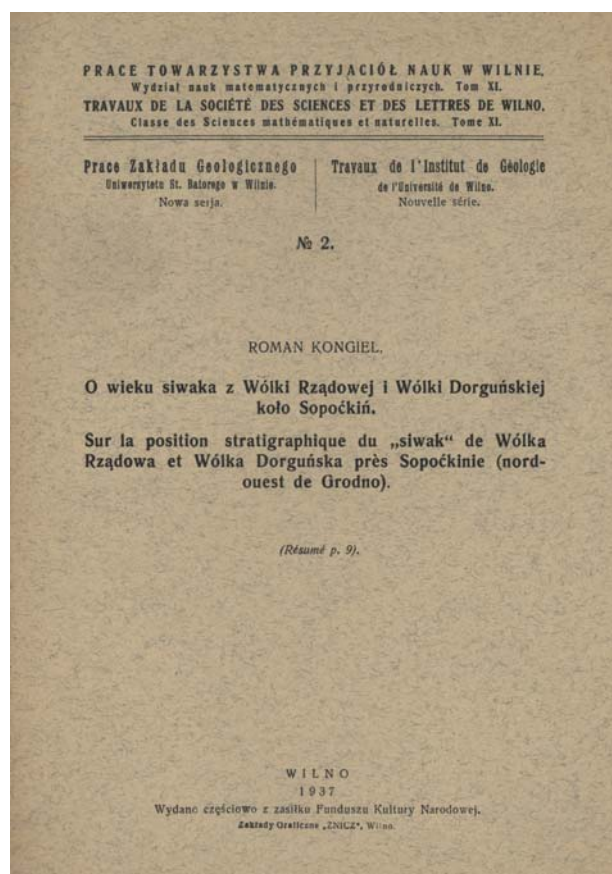 PRACE TOWARZYSTWA PRZYJACIÓŁ NAUK W WILNIE.
Wydział nauk matematycznych i przyrodniczych. Tom XI.
TRAVAUX DE LA SOCIÉTÉ DES SCIENCES ET DES LETTRES DE WILNO.
Classe des Sciences mathématiques et naturelles. Tome XI.
Prace Zakładu Geologicznego
Uniwersytetu St. Batorego w Wilnie.
Nowa serja.
Travaux de l'Institut de Géologie
de l'Université de Wilno.
Nouvelle série.
№ 2.
ROMAN KONGIEL.
O wieku siwaka z Wólki Rządowej i Wólki Dorguńskiej
koło Sopoćkiń.
Sur la position stratigraphique du „siwak“ de Wólka
Rządowa et Wólka Dorguńska près Sopoćkinie (nord-
ouest de Grodno).
(Résumé p. 9).
WILNO
1937
Wydano częściowo z zasiłku Funduszu Kultury Narodowej.
Zakłady Graficzne „ZNICZ“, Wilno.